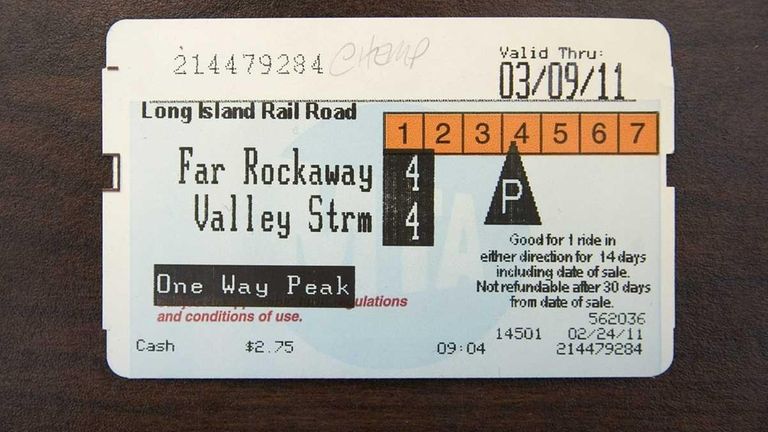 214479284 Champ
Valid Thru:
03/09/11
Long Island Rail Road
1 2 3 4 5 6 7
Far Rockaway 4
Valley Strm 4
P
MTA
Good for 1 ride in
either direction for 14 days
including date of sale.
Not refundable after 30 days
from date of sale.
One Way Peak
regulations
and conditions of use.
562036
14501 02/24/11
Cash $2.75 09:04 214479284